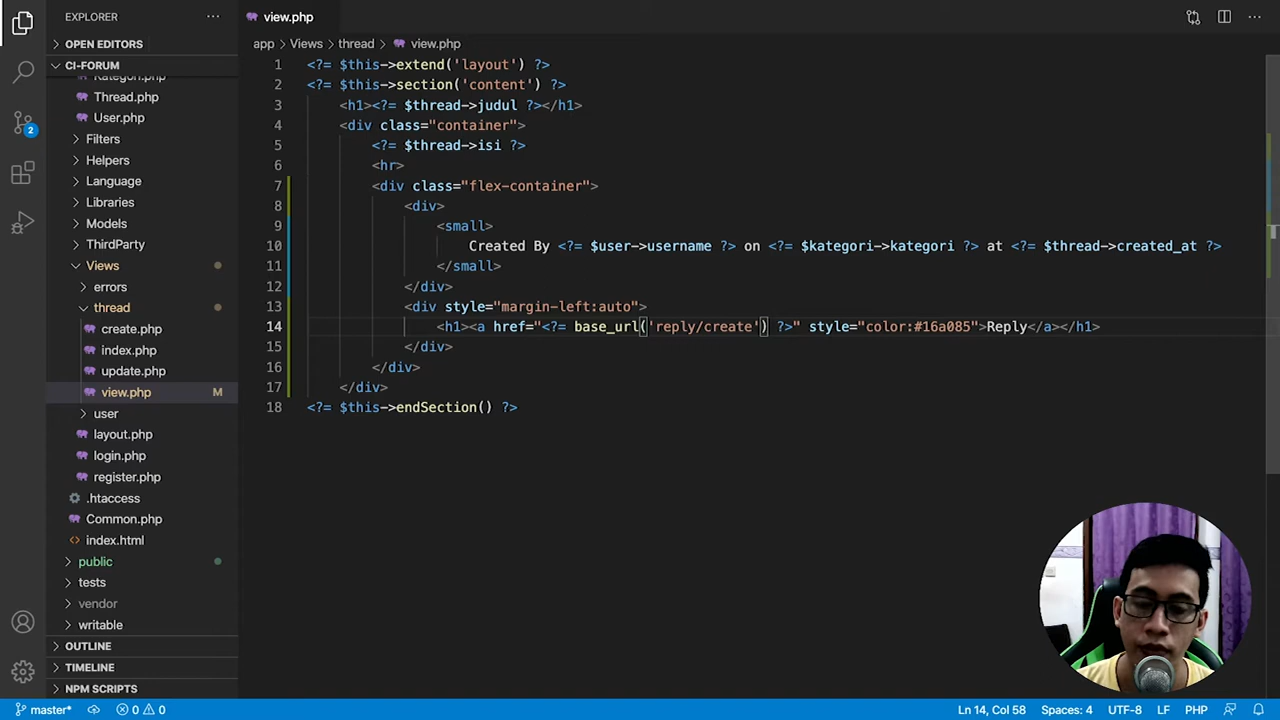 EXPLORER
view.php
OPEN EDITORS
app > Views > thread > view.php
CI-FORUM
Kategori.php
Thread.php
User.php
Filters
Helpers
Language
Libraries
Models
ThirdParty
Views
errors
thread
create.php
index.php
update.php
view.php M
user
layout.php
login.php
register.php
.htaccess
Common.php
index.html
public
tests
vendor
writable
OUTLINE
TIMELINE
NPM SCRIPTS
2
1 <?= $this->extend('layout') ?>
2 <?= $this->section('content') ?>
3 <h1><?= $thread->judul ?></h1>
4 <div class="container">
5 <?= $thread->isi ?>
6 <hr>
7 <div class="flex-container">
8 <div>
9 <small>
10 Created By <?= $user->username ?> on <?= $kategori->kategori ?> at <?= $thread->created_at ?>
11 </small>
12 </div>
13 <div style="margin-left:auto">
14 <h1><a href="<?= base_url('reply/create') ?>" style="color:#16a085">Reply</a></h1>
15 </div>
16 </div>
17 </div>
18 <?= $this->endSection() ?>
master* 0 0 Ln 14, Col 58 Spaces: 4 UTF-8 LF PHP